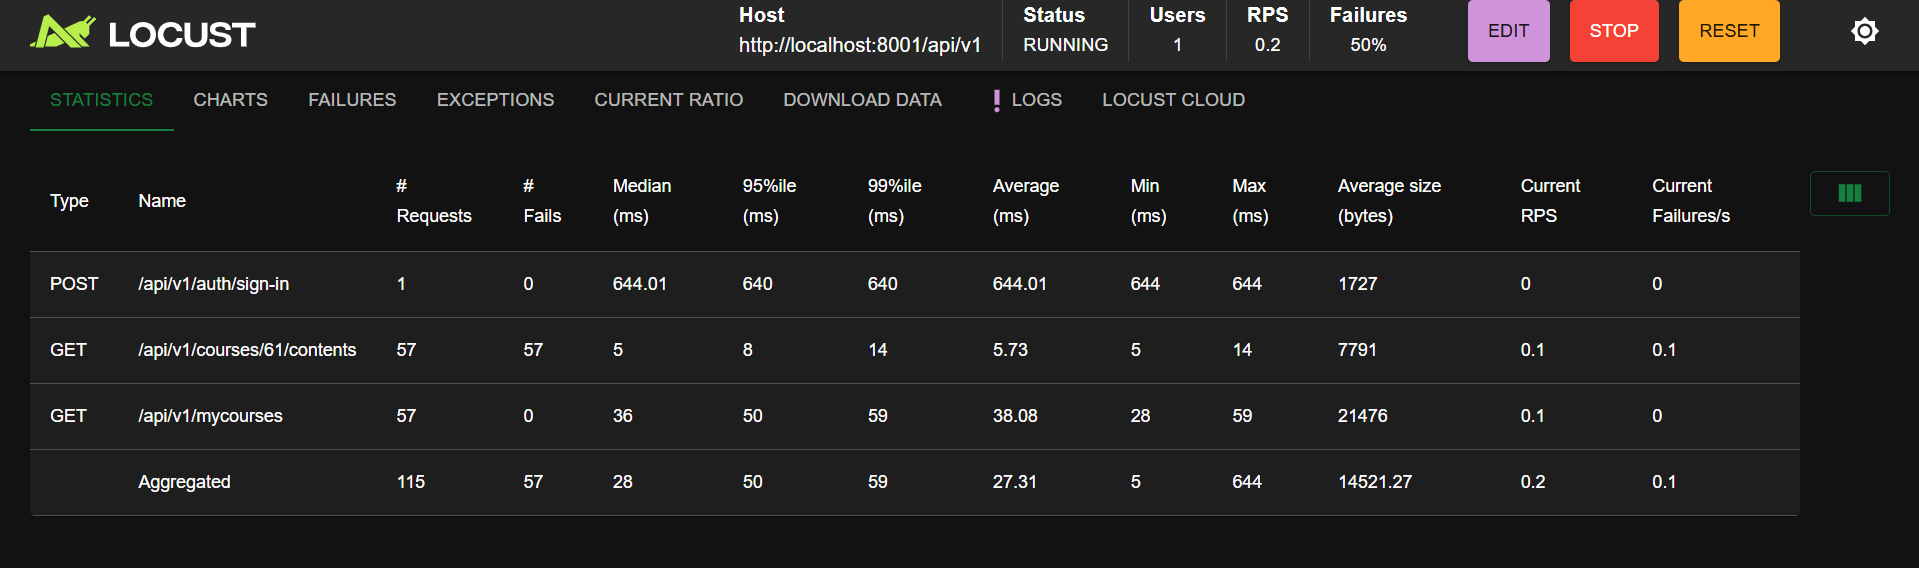 LOCUST
Host
http://localhost:8001/api/v1
Status
RUNNING
Users
1
RPS
0.2
Failures
50%
EDIT
STOP
RESET
STATISTICS CHARTS FAILURES EXCEPTIONS CURRENT RATIO DOWNLOAD DATA LOGS LOCUST CLOUD
Type Name # Requests # Fails Median (ms) 95%ile (ms) 99%ile (ms) Average (ms) Min (ms) Max (ms) Average size (bytes) Current RPS Current Failures/s
POST /api/v1/auth/sign-in 1 0 644.01 640 640 644.01 644 644 1727 0 0
GET /api/v1/courses/61/contents 57 57 5 8 14 5.73 5 14 7791 0.1 0.1
GET /api/v1/mycourses 57 0 36 50 59 38.08 28 59 21476 0.1 0
Aggregated 115 57 28 50 59 27.31 5 644 14521.27 0.2 0.1